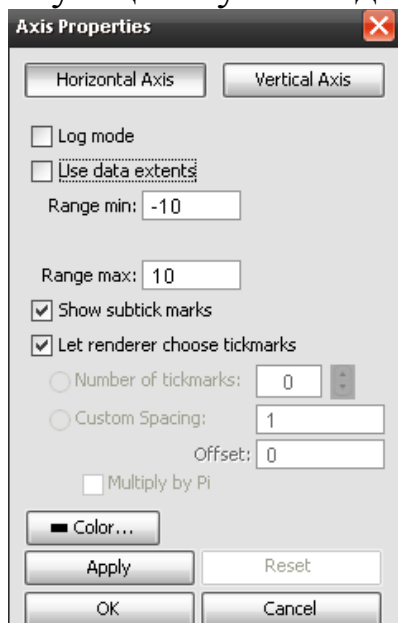 Axis Properties
Horizontal Axis Vertical Axis
Log mode
Use data extents
Range min: -10
Range max: 10
Show subtick marks
Let renderer choose tickmarks
Number of tickmarks: 0
Custom Spacing: 1
Offset: 0
Multiply by Pi
Color...
Apply Reset
OK Cancel